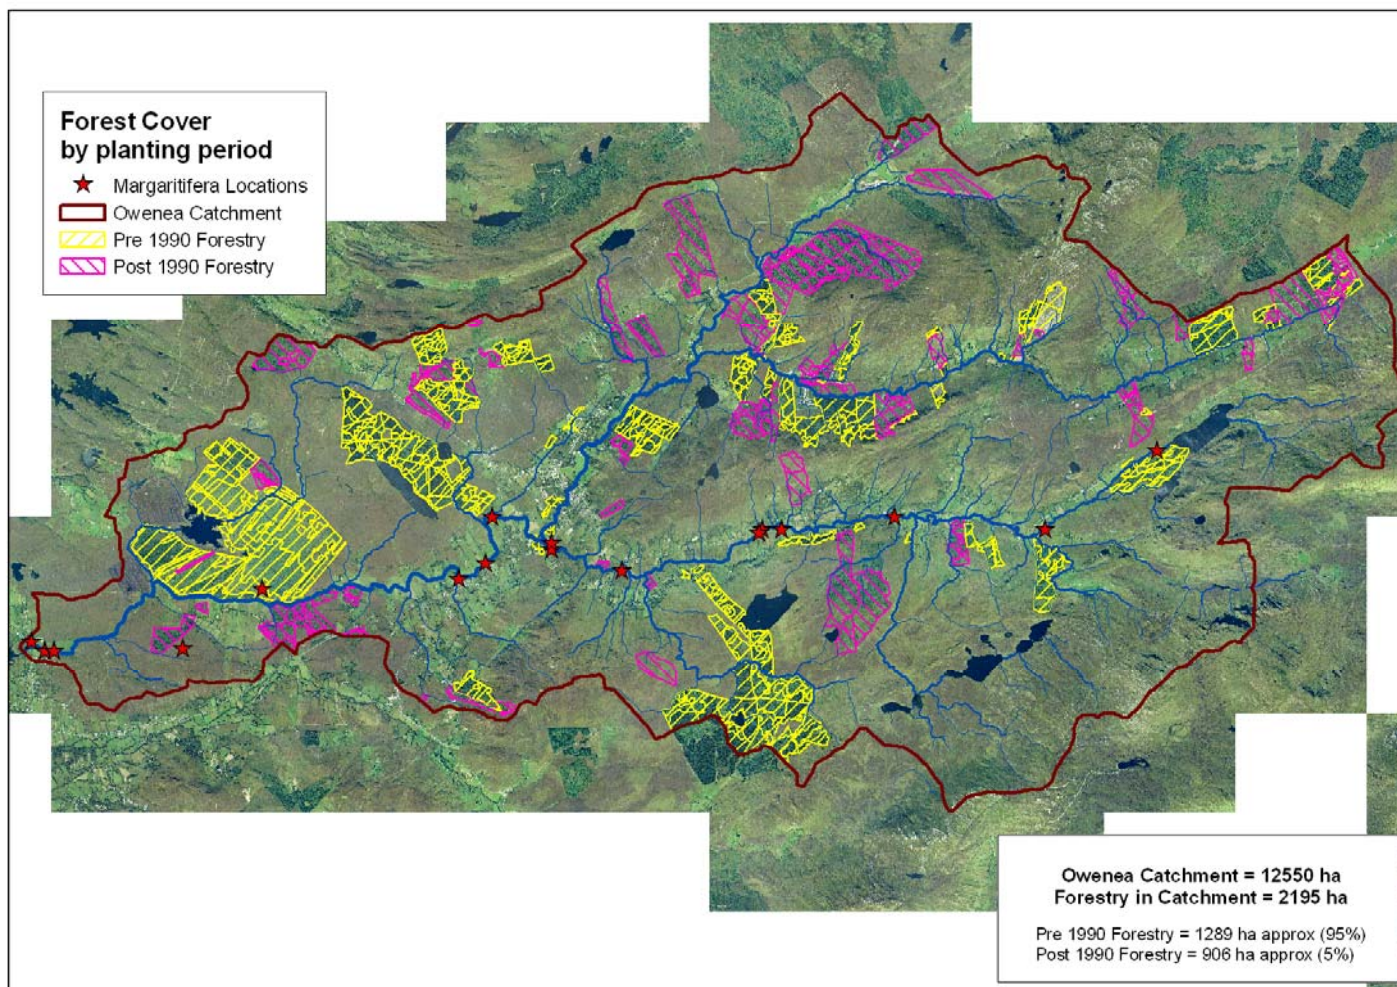 Forest Cover
by planting period
Margaritifera Locations
Owenea Catchment
Pre 1990 Forestry
Post 1990 Forestry
Owenea Catchment = 12550 ha
Forestry in Catchment = 2195 ha
Pre 1990 Forestry = 1289 ha approx (95%)
Post 1990 Forestry = 906 ha approx (5%)